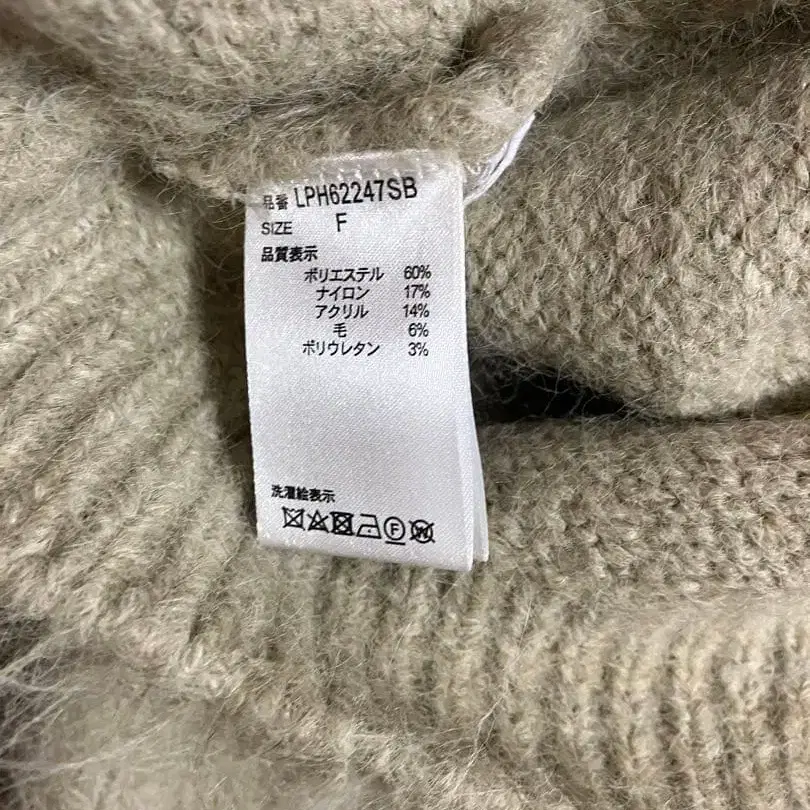 品番 LPH62247SB
SIZE F
品質表示
ポリエステル 60%
ナイロン 17%
アクリル 14%
毛 6%
ポリウレタン 3%
洗濯絵表示
F W